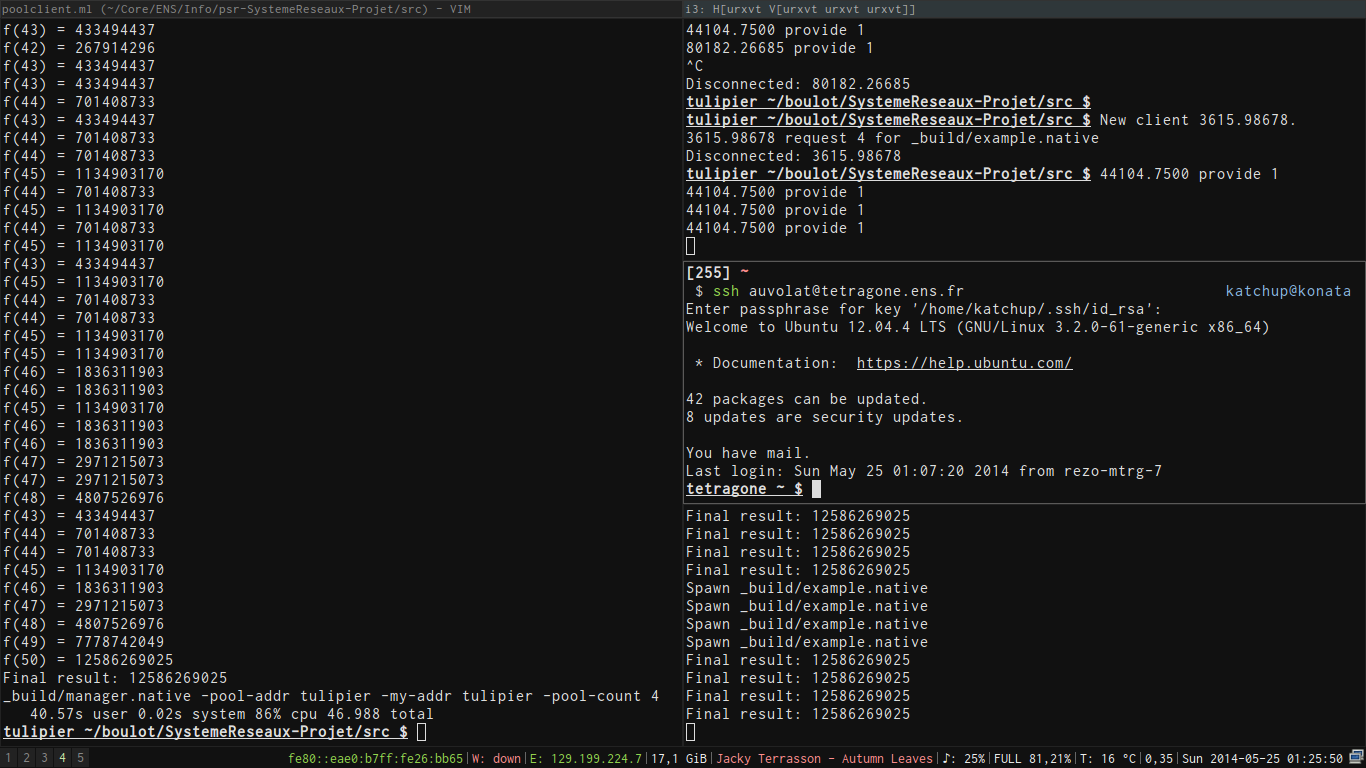 poolclient.ml (~/Core/ENS/Info/psr-SystemeReseaux-Projet/src) - VIM
f(43) = 433494437
f(42) = 267914296
f(43) = 433494437
f(43) = 433494437
f(44) = 701408733
f(43) = 433494437
f(44) = 701408733
f(44) = 701408733
f(45) = 1134903170
f(44) = 701408733
f(45) = 1134903170
f(44) = 701408733
f(45) = 1134903170
f(43) = 433494437
f(45) = 1134903170
f(44) = 701408733
f(44) = 701408733
f(45) = 1134903170
f(45) = 1134903170
f(46) = 1836311903
f(46) = 1836311903
f(45) = 1134903170
f(46) = 1836311903
f(46) = 1836311903
f(47) = 2971215073
f(47) = 2971215073
f(48) = 4807526976
f(43) = 433494437
f(44) = 701408733
f(44) = 701408733
f(45) = 1134903170
f(46) = 1836311903
f(47) = 2971215073
f(48) = 4807526976
f(49) = 7778742049
f(50) = 12586269025
Final result: 12586269025
_build/manager.native -pool-addr tulipier -my-addr tulipier -pool-count 4
40.57s user 0.02s system 86% cpu 46.988 total
tulipier ~/boulot/SystemeReseaux-Projet/src $
i3: H[urxvt V[urxvt urxvt urxvt]]
44104.7500 provide 1
80182.26685 provide 1
^C
Disconnected: 80182.26685
tulipier ~/boulot/SystemeReseaux-Projet/src $
tulipier ~/boulot/SystemeReseaux-Projet/src $ New client 3615.98678.
3615.98678 request 4 for _build/example.native
Disconnected: 3615.98678
tulipier ~/boulot/SystemeReseaux-Projet/src $ 44104.7500 provide 1
44104.7500 provide 1
44104.7500 provide 1
44104.7500 provide 1
[255] ~
$ ssh auvolat@tetragone.ens.fr katchup@konata
Enter passphrase for key '/home/katchup/.ssh/id_rsa':
Welcome to Ubuntu 12.04.4 LTS (GNU/Linux 3.2.0-61-generic x86_64)
* Documentation: https://help.ubuntu.com/
42 packages can be updated.
8 updates are security updates.
You have mail.
Last login: Sun May 25 01:07:20 2014 from rezo-mtrg-7
tetragone ~ $
Final result: 12586269025
Final result: 12586269025
Final result: 12586269025
Final result: 12586269025
Spawn _build/example.native
Spawn _build/example.native
Spawn _build/example.native
Spawn _build/example.native
Final result: 12586269025
Final result: 12586269025
Final result: 12586269025
Final result: 12586269025
1 2 3 4 5 fe80::eae0:b7ff:fe26:bb65|W: down|E: 129.199.224.7|17,1 GiB|Jacky Terrasson - Autumn Leaves|♪: 25%|FULL 81,21%|T: 16 °C|0,35|Sun 2014-05-25 01:25:50